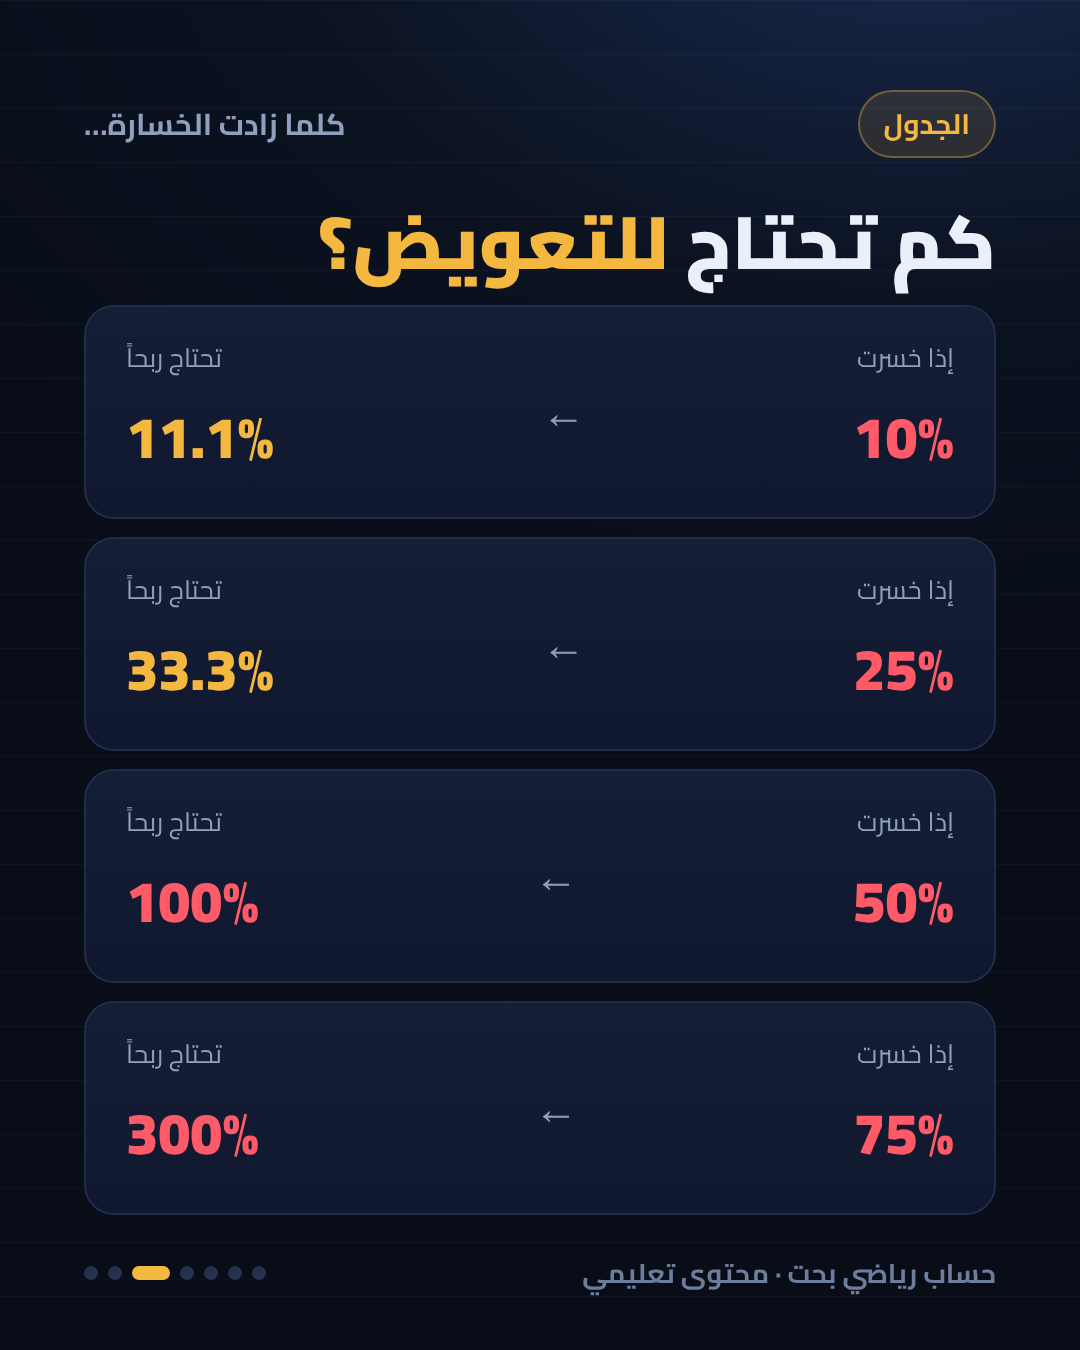 الجدول
كلما زادت الخسارة...
كم تحتاج للتعويض؟
إذا خسرت
تحتاج ربحاً
10%
←
11.1%
إذا خسرت
تحتاج ربحاً
25%
←
33.3%
إذا خسرت
تحتاج ربحاً
50%
←
100%
إذا خسرت
تحتاج ربحاً
75%
←
300%
حساب رياضي بحت · محتوى تعليمي